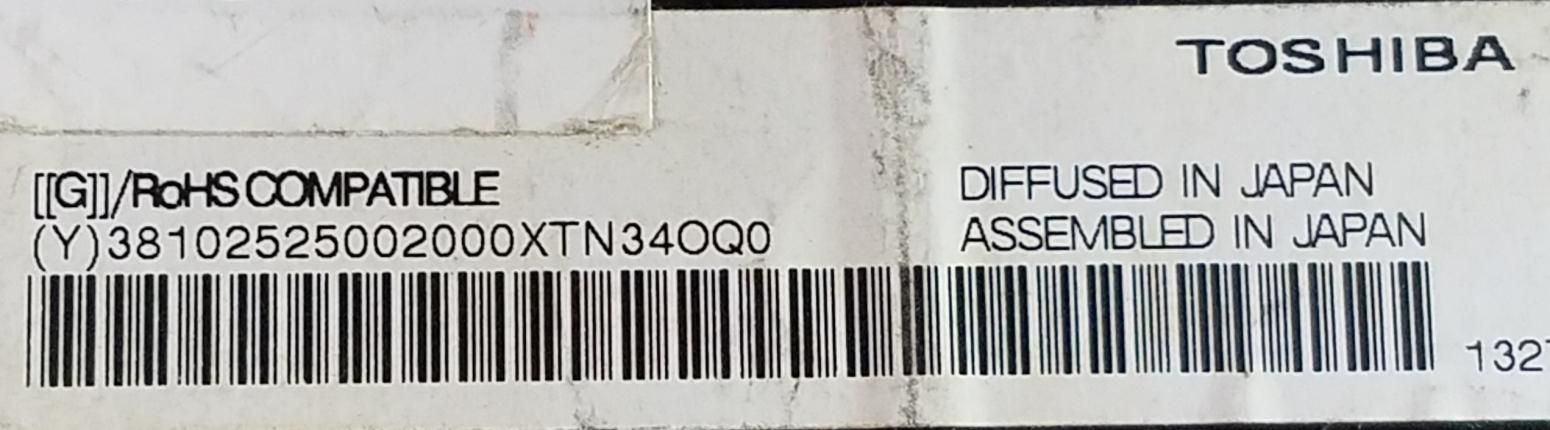 TOSHIBA
[[G]]/RoHS COMPATIBLE
(Y)38102525002000XTN34OQ0
DIFFUSED IN JAPAN
ASSEMBLED IN JAPAN
132